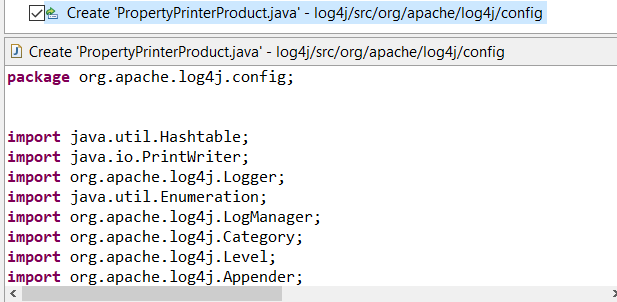 Create 'PropertyPrinterProduct.java' - log4j/src/org/apache/log4j/config
Create 'PropertyPrinterProduct.java' - log4j/src/org/apache/log4j/config
package org.apache.log4j.config;
import java.util.Hashtable;
import java.io.PrintWriter;
import org.apache.log4j.Logger;
import java.util.Enumeration;
import org.apache.log4j.LogManager;
import org.apache.log4j.Category;
import org.apache.log4j.Level;
import org.apache.log4j.Appender;